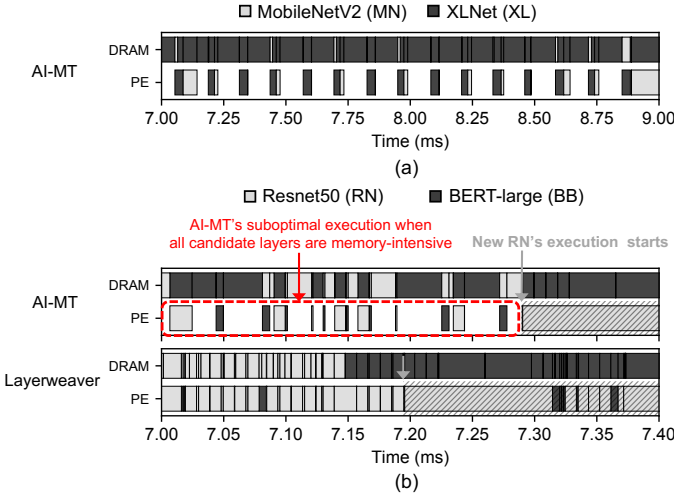 MobileNetV2 (MN) XLNet (XL)
DRAM
AI-MT
PE
7.00 7.25 7.50 7.75 8.00 8.25 8.50 8.75 9.00
Time (ms)
(a)
Resnet50 (RN) BERT-large (BB)
AI-MT's suboptimal execution when
all candidate layers are memory-intensive
New RN's execution starts
DRAM
AI-MT
PE
DRAM
Layerweaver
PE
7.00 7.05 7.10 7.15 7.20 7.25 7.30 7.35 7.40
Time (ms)
(b)